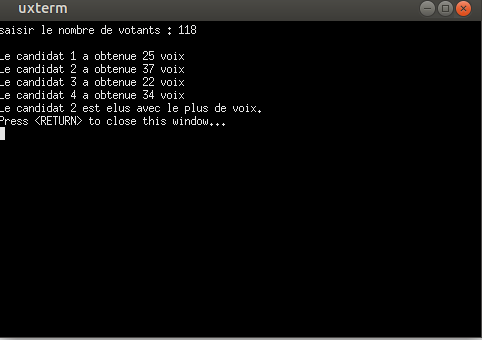 uxterm
saisir le nombre de votants : 118
Le candidat 1 a obtenue 25 voix
Le candidat 2 a obtenue 37 voix
Le candidat 3 a obtenue 22 voix
Le candidat 4 a obtenue 34 voix
Le candidat 2 est elus avec le plus de voix.
Press <RETURN> to close this window...